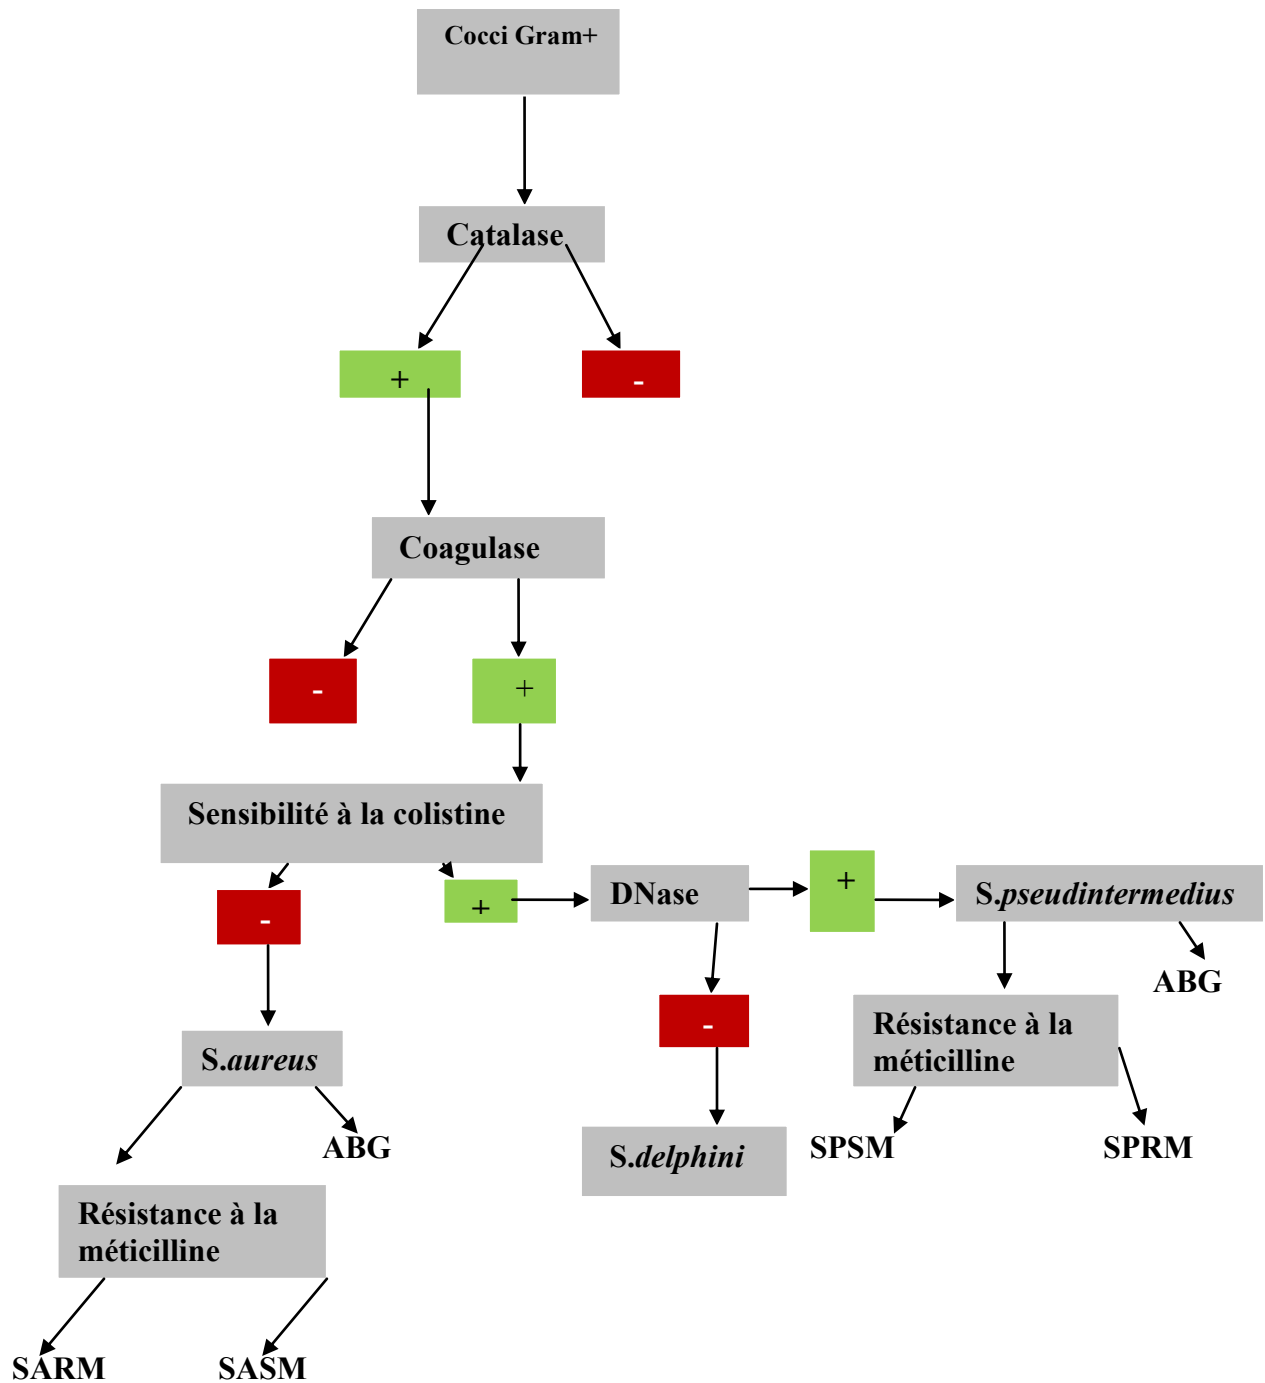 Cocci Gram+
Catalase
+
-
Coagulase
-
+
Sensibilité à la colistine
-
+
DNase
+
S.pseudintermedius
ABG
-
Résistance à la
méticilline
S.aureus
ABG
S.delphini
SPSM
SPRM
Résistance à la
méticilline
SARM
SASM